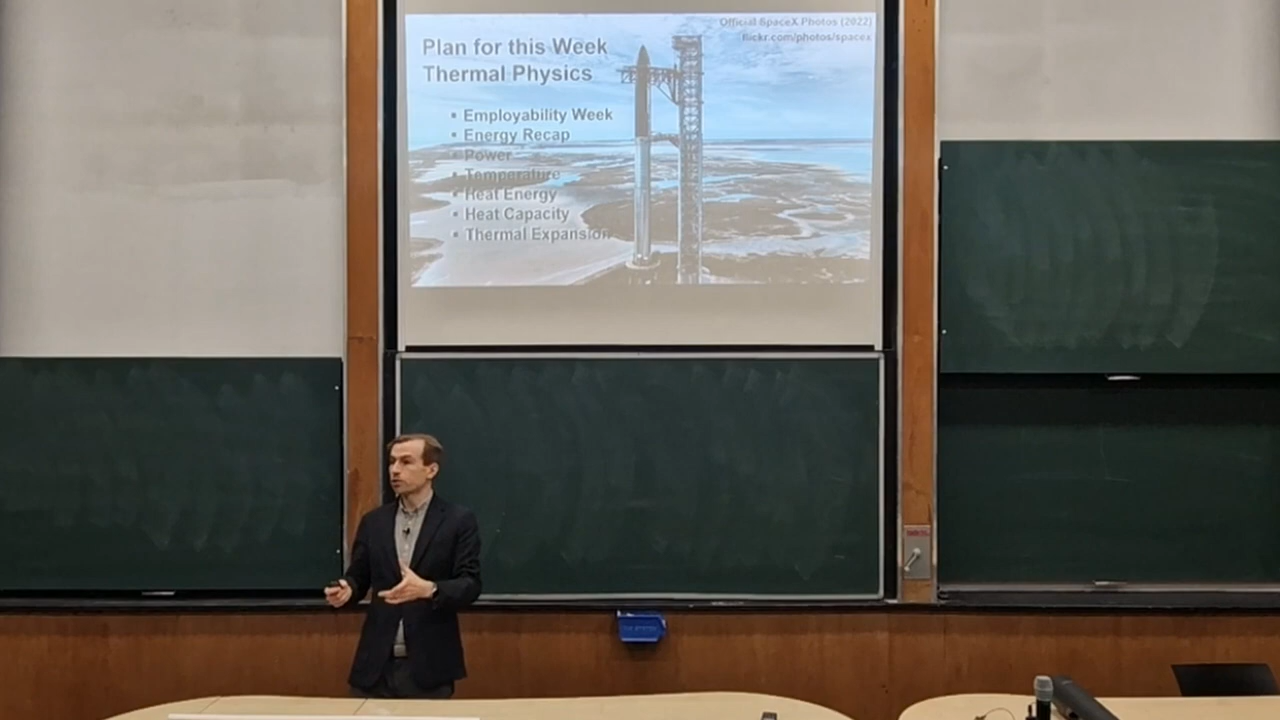 Official SpaceX Photos (2022)
flickr.com/photos/spacex
Plan for this Week
Thermal Physics
▪ Employability Week
▪ Energy Recap
▪ Power
▪ Temperature
▪ Heat Energy
▪ Heat Capacity
▪ Thermal Expansion